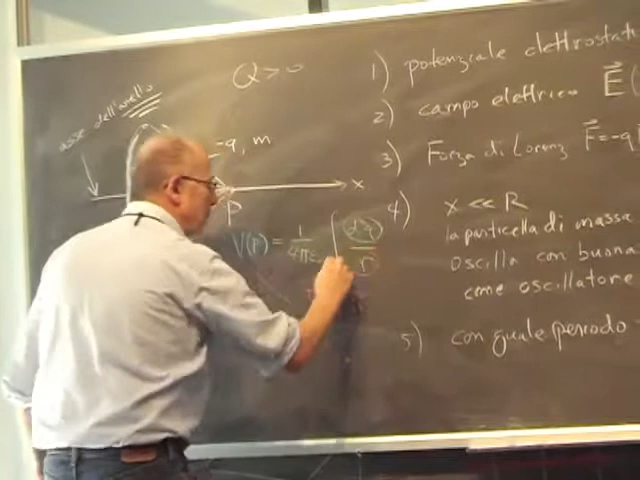 asse dell'anello
Q > 0
-q, m
x
P
V(P) = 1/4πε ∫ dq/r
1) potenziale elettrostati
2) campo elettrico E⃗(
3) Forza di Lorenz F⃗=-q
4) x << R
la particella di massa
oscilla con buona
come oscillatore
5) con quale periodo